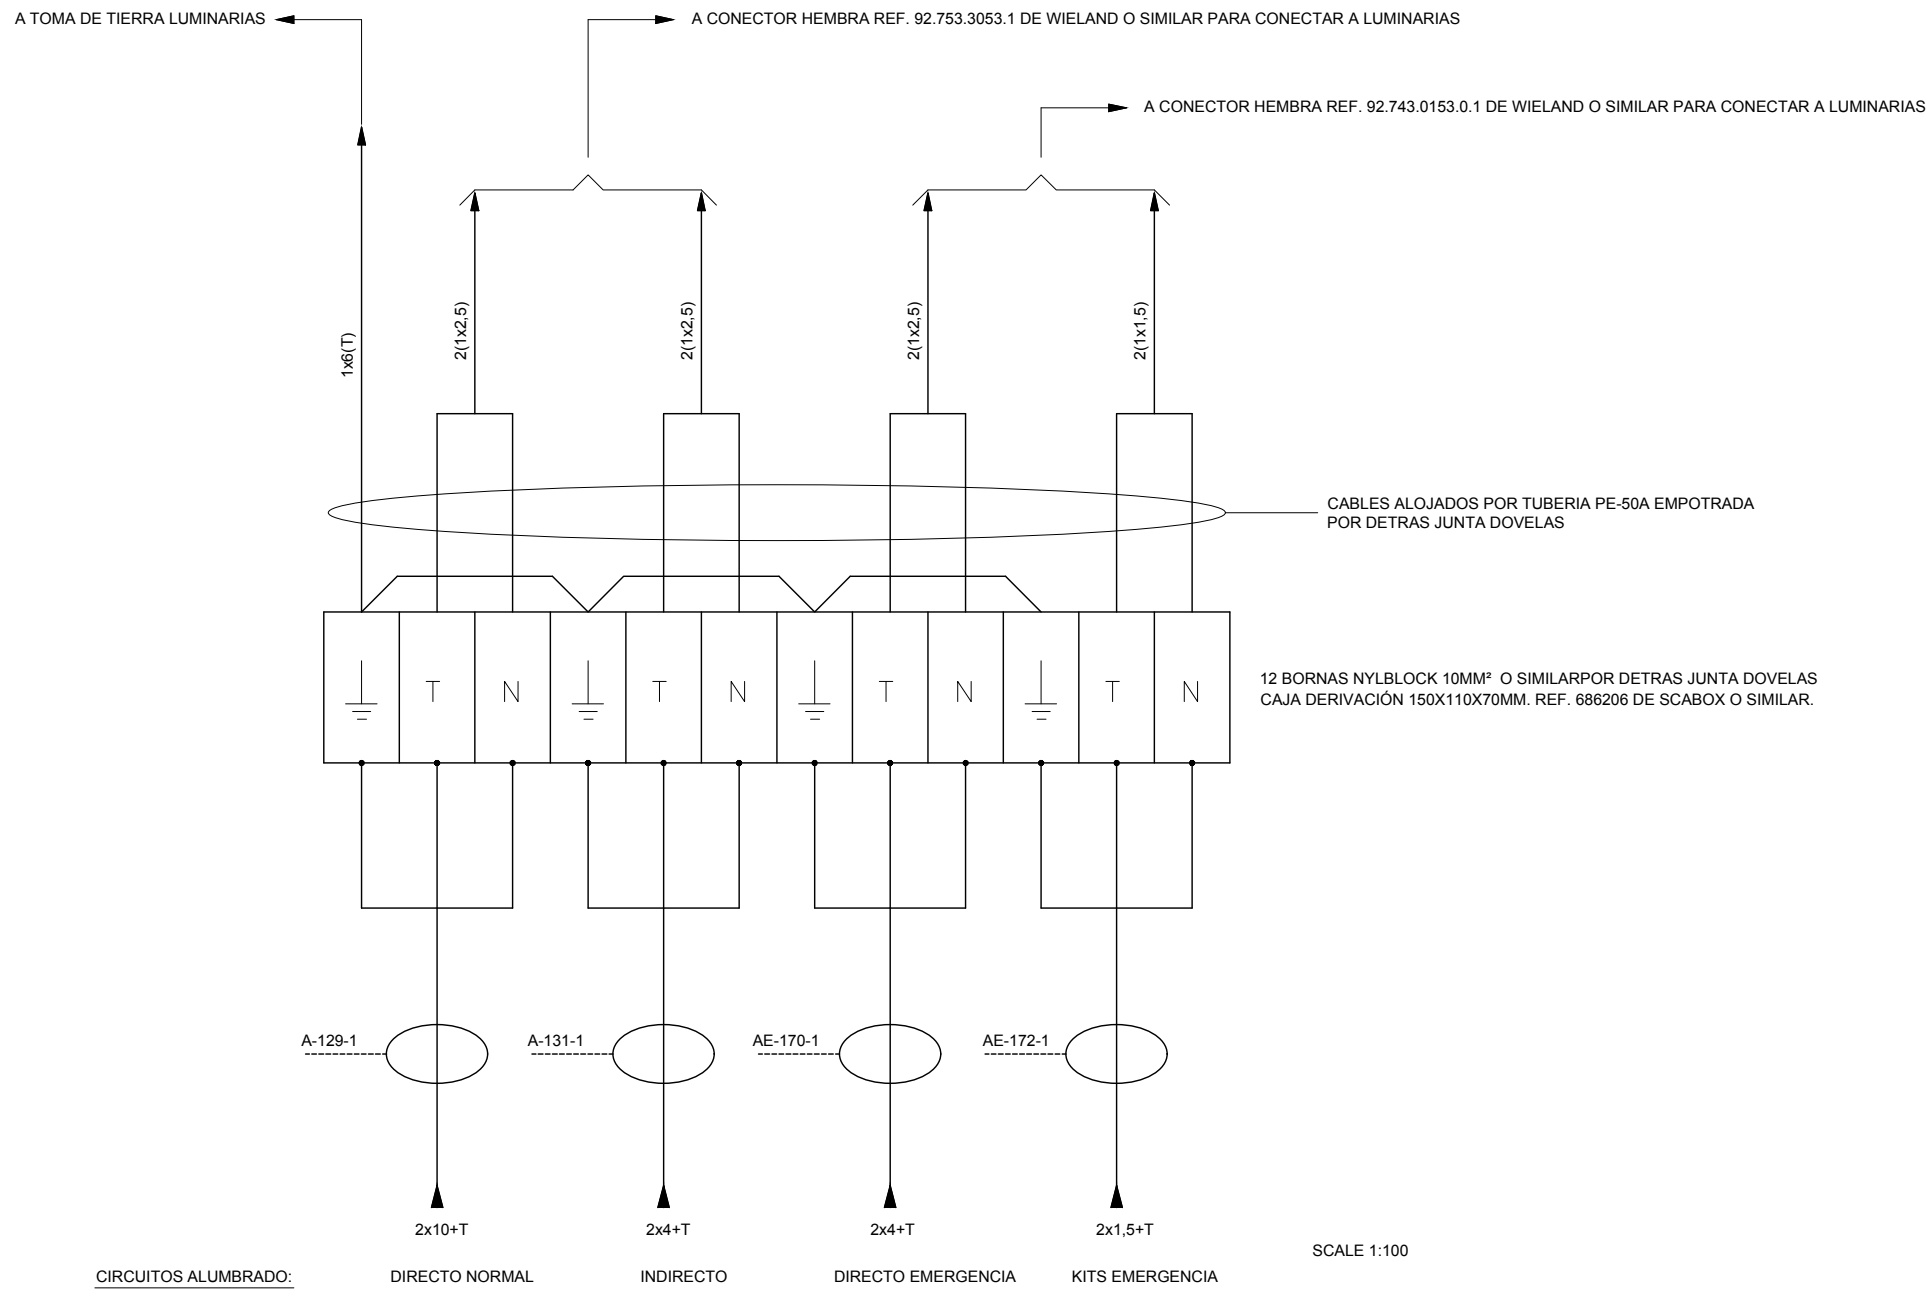 A TOMA DE TIERRA LUMINARIAS
A CONECTOR HEMBRA REF. 92.753.3053.1 DE WIELAND O SIMILAR PARA CONECTAR A LUMINARIAS
A CONECTOR HEMBRA REF. 92.743.0153.0.1 DE WIELAND O SIMILAR PARA CONECTAR A LUMINARIAS
1x6(T)
2(1x2,5)
2(1x2,5)
2(1x2,5)
2(1x1,5)
CABLES ALOJADOS POR TUBERIA PE-50A EMPOTRADA
POR DETRAS JUNTA DOVELAS
T N T N T N T N
12 BORNAS NYLBLOCK 10MM² O SIMILARPOR DETRAS JUNTA DOVELAS
CAJA DERIVACIÓN 150X110X70MM. REF. 686206 DE SCABOX O SIMILAR.
A-129-1
A-131-1
AE-170-1
AE-172-1
2x10+T
2x4+T
2x4+T
2x1,5+T
SCALE 1:100
CIRCUITOS ALUMBRADO:
DIRECTO NORMAL
INDIRECTO
DIRECTO EMERGENCIA
KITS EMERGENCIA